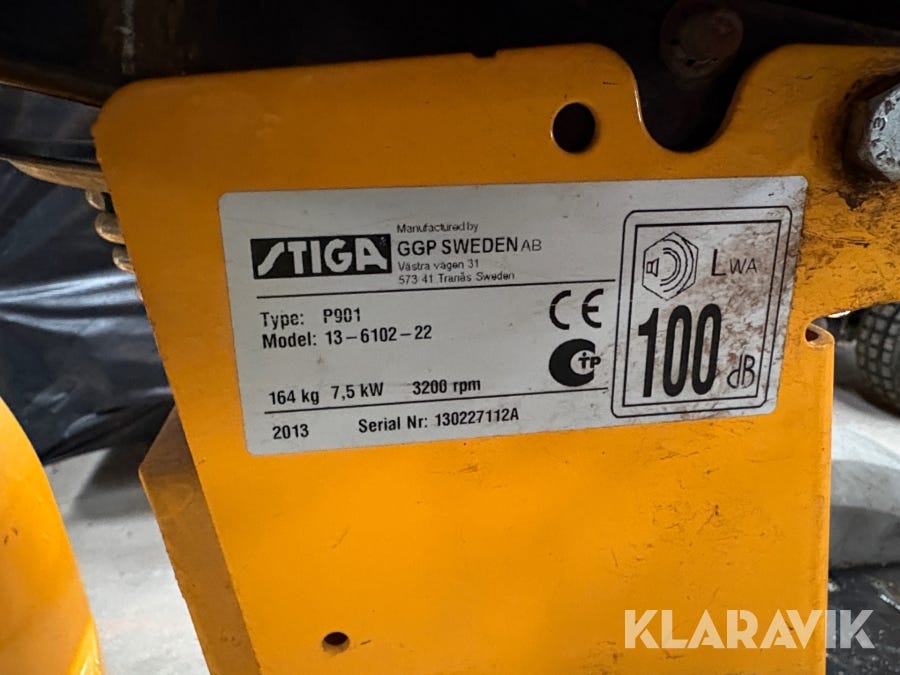 STIGA
Manufactured by
GGP SWEDEN AB
Västra vägen 31
573 41 Tranås Sweden
Type: P901
Model: 13-6102-22
164 kg 7,5 kW 3200 rpm
2013 Serial Nr: 130227112A
CE
CTP
LWA
100 dB
KLARAVIK